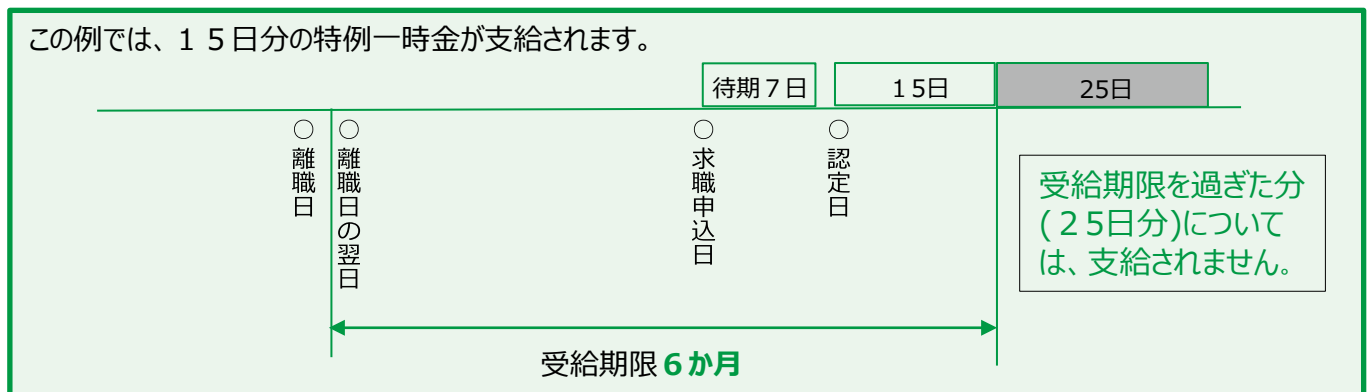 この例では、１５日分の特例一時金が支給されます。
待期７日
１５日
25日
○離職日
○離職日の翌日
○求職申込日
○認定日
受給期限を過ぎた分
(２５日分)について
は、支給されません。
受給期限６か月